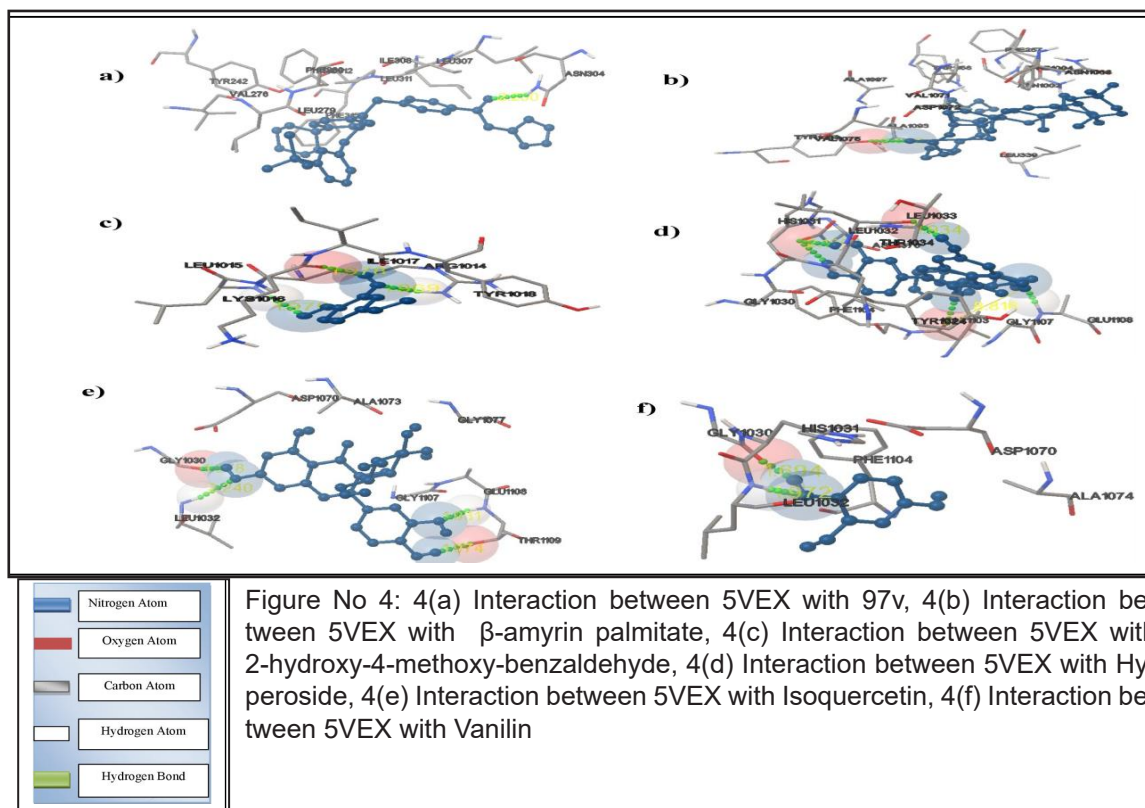 a)
TYR242
VAL276
LEU279
ILE308
LEU307
LEU311
ASN304
b)
ALA1097
VAL1071
ASP1072
LEU339
c)
LEU1015
LYS1016
ILE1017
ARG1014
TYR1018
d)
HIS1031
LEU1032
LEU1033
THR1034
GLY1030
PHE1104
TYR1024
GLY1107
GLU1108
e)
ASP1070
ALA1073
GLY1077
GLY1030
LEU1032
GLY1107
GLU1108
THR1109
f)
GLY1030
HIS1031
PHE1104
LEU1032
ASP1070
ALA1074
Nitrogen Atom
Oxygen Atom
Carbon Atom
Hydrogen Atom
Hydrogen Bond
Figure No 4: 4(a) Interaction between 5VEX with 97v, 4(b) Interaction be
tween 5VEX with β-amyrin palmitate, 4(c) Interaction between 5VEX with
2-hydroxy-4-methoxy-benzaldehyde, 4(d) Interaction between 5VEX with Hy
peroside, 4(e) Interaction between 5VEX with Isoquercetin, 4(f) Interaction be
tween 5VEX with Vanilin